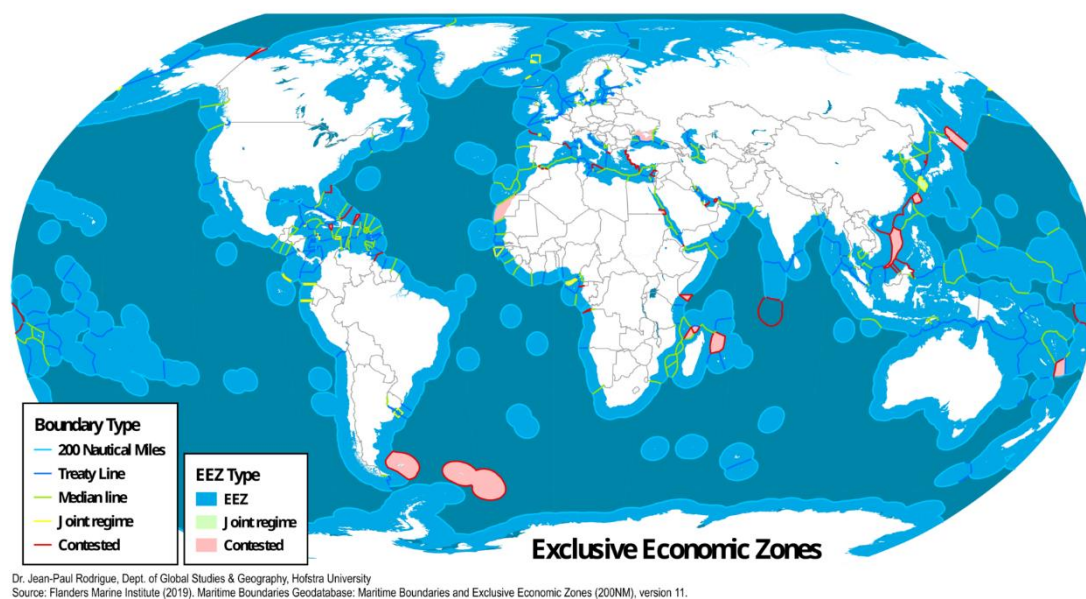 Boundary Type
200 Nautical Miles
Treaty Line
Median line
Joint regime
Contested
EEZ Type
EEZ
Joint regime
Contested
Exclusive Economic Zones
Dr. Jean-Paul Rodrigue, Dept. of Global Studies & Geography, Hofstra University
Source: Flanders Marine Institute (2019). Maritime Boundaries Geodatabase: Maritime Boundaries and Exclusive Economic Zones (200NM), version 11.